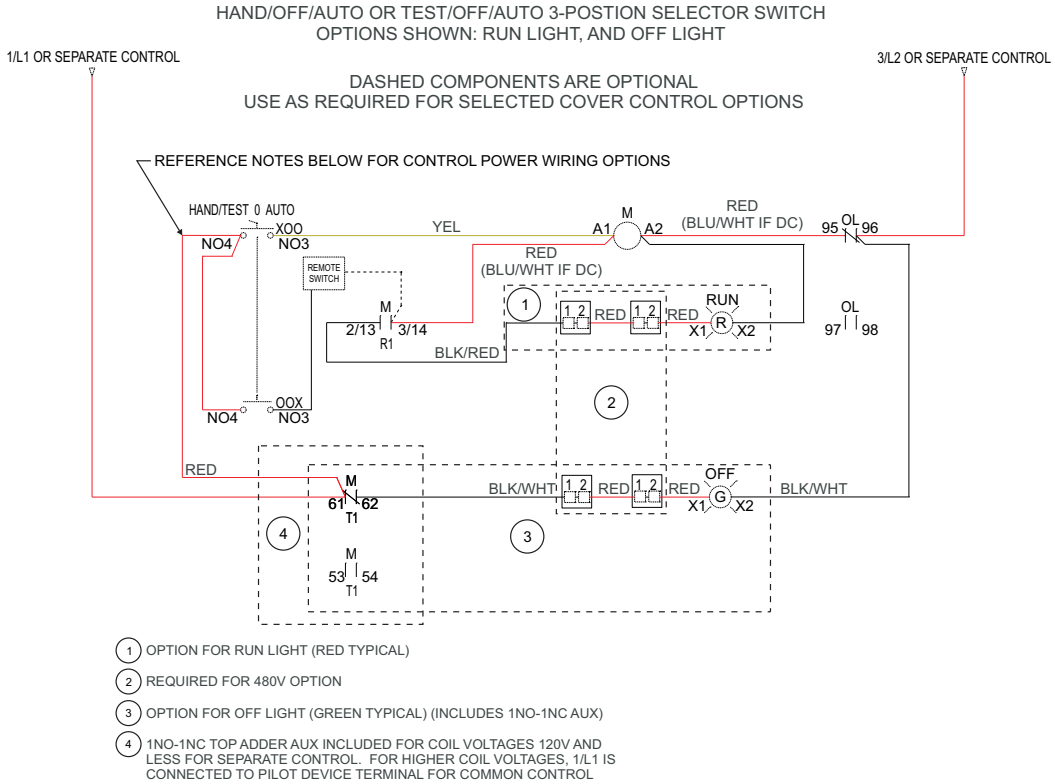 HAND/OFF/AUTO OR TEST/OFF/AUTO 3-POSTION SELECTOR SWITCH
OPTIONS SHOWN: RUN LIGHT, AND OFF LIGHT
1/L1 OR SEPARATE CONTROL
3/L2 OR SEPARATE CONTROL
DASHED COMPONENTS ARE OPTIONAL
USE AS REQUIRED FOR SELECTED COVER CONTROL OPTIONS
REFERENCE NOTES BELOW FOR CONTROL POWER WIRING OPTIONS
HAND/TEST 0 AUTO
XOO
NO4 NO3
YEL
M
A1 A2
RED
(BLU/WHT IF DC)
RED
(BLU/WHT IF DC)
OL
95 96
REMOTE
SWITCH
M
2/13 3/14
R1
BLK/RED
1
1 2
RED
1 2
RED
RUN
R
X1 X2
OL
97 98
2
OOX
NO4 NO3
RED
M
61 62
T1
BLK/WHT
1 2
RED
1 2
RED
OFF
G
X1 X2
BLK/WHT
4
3
M
53 54
T1
1 OPTION FOR RUN LIGHT (RED TYPICAL)
2 REQUIRED FOR 480V OPTION
3 OPTION FOR OFF LIGHT (GREEN TYPICAL) (INCLUDES 1NO-1NC AUX)
4 1NO-1NC TOP ADDER AUX INCLUDED FOR COIL VOLTAGES 120V AND
LESS FOR SEPARATE CONTROL. FOR HIGHER COIL VOLTAGES, 1/L1 IS
CONNECTED TO PILOT DEVICE TERMINAL FOR COMMON CONTROL